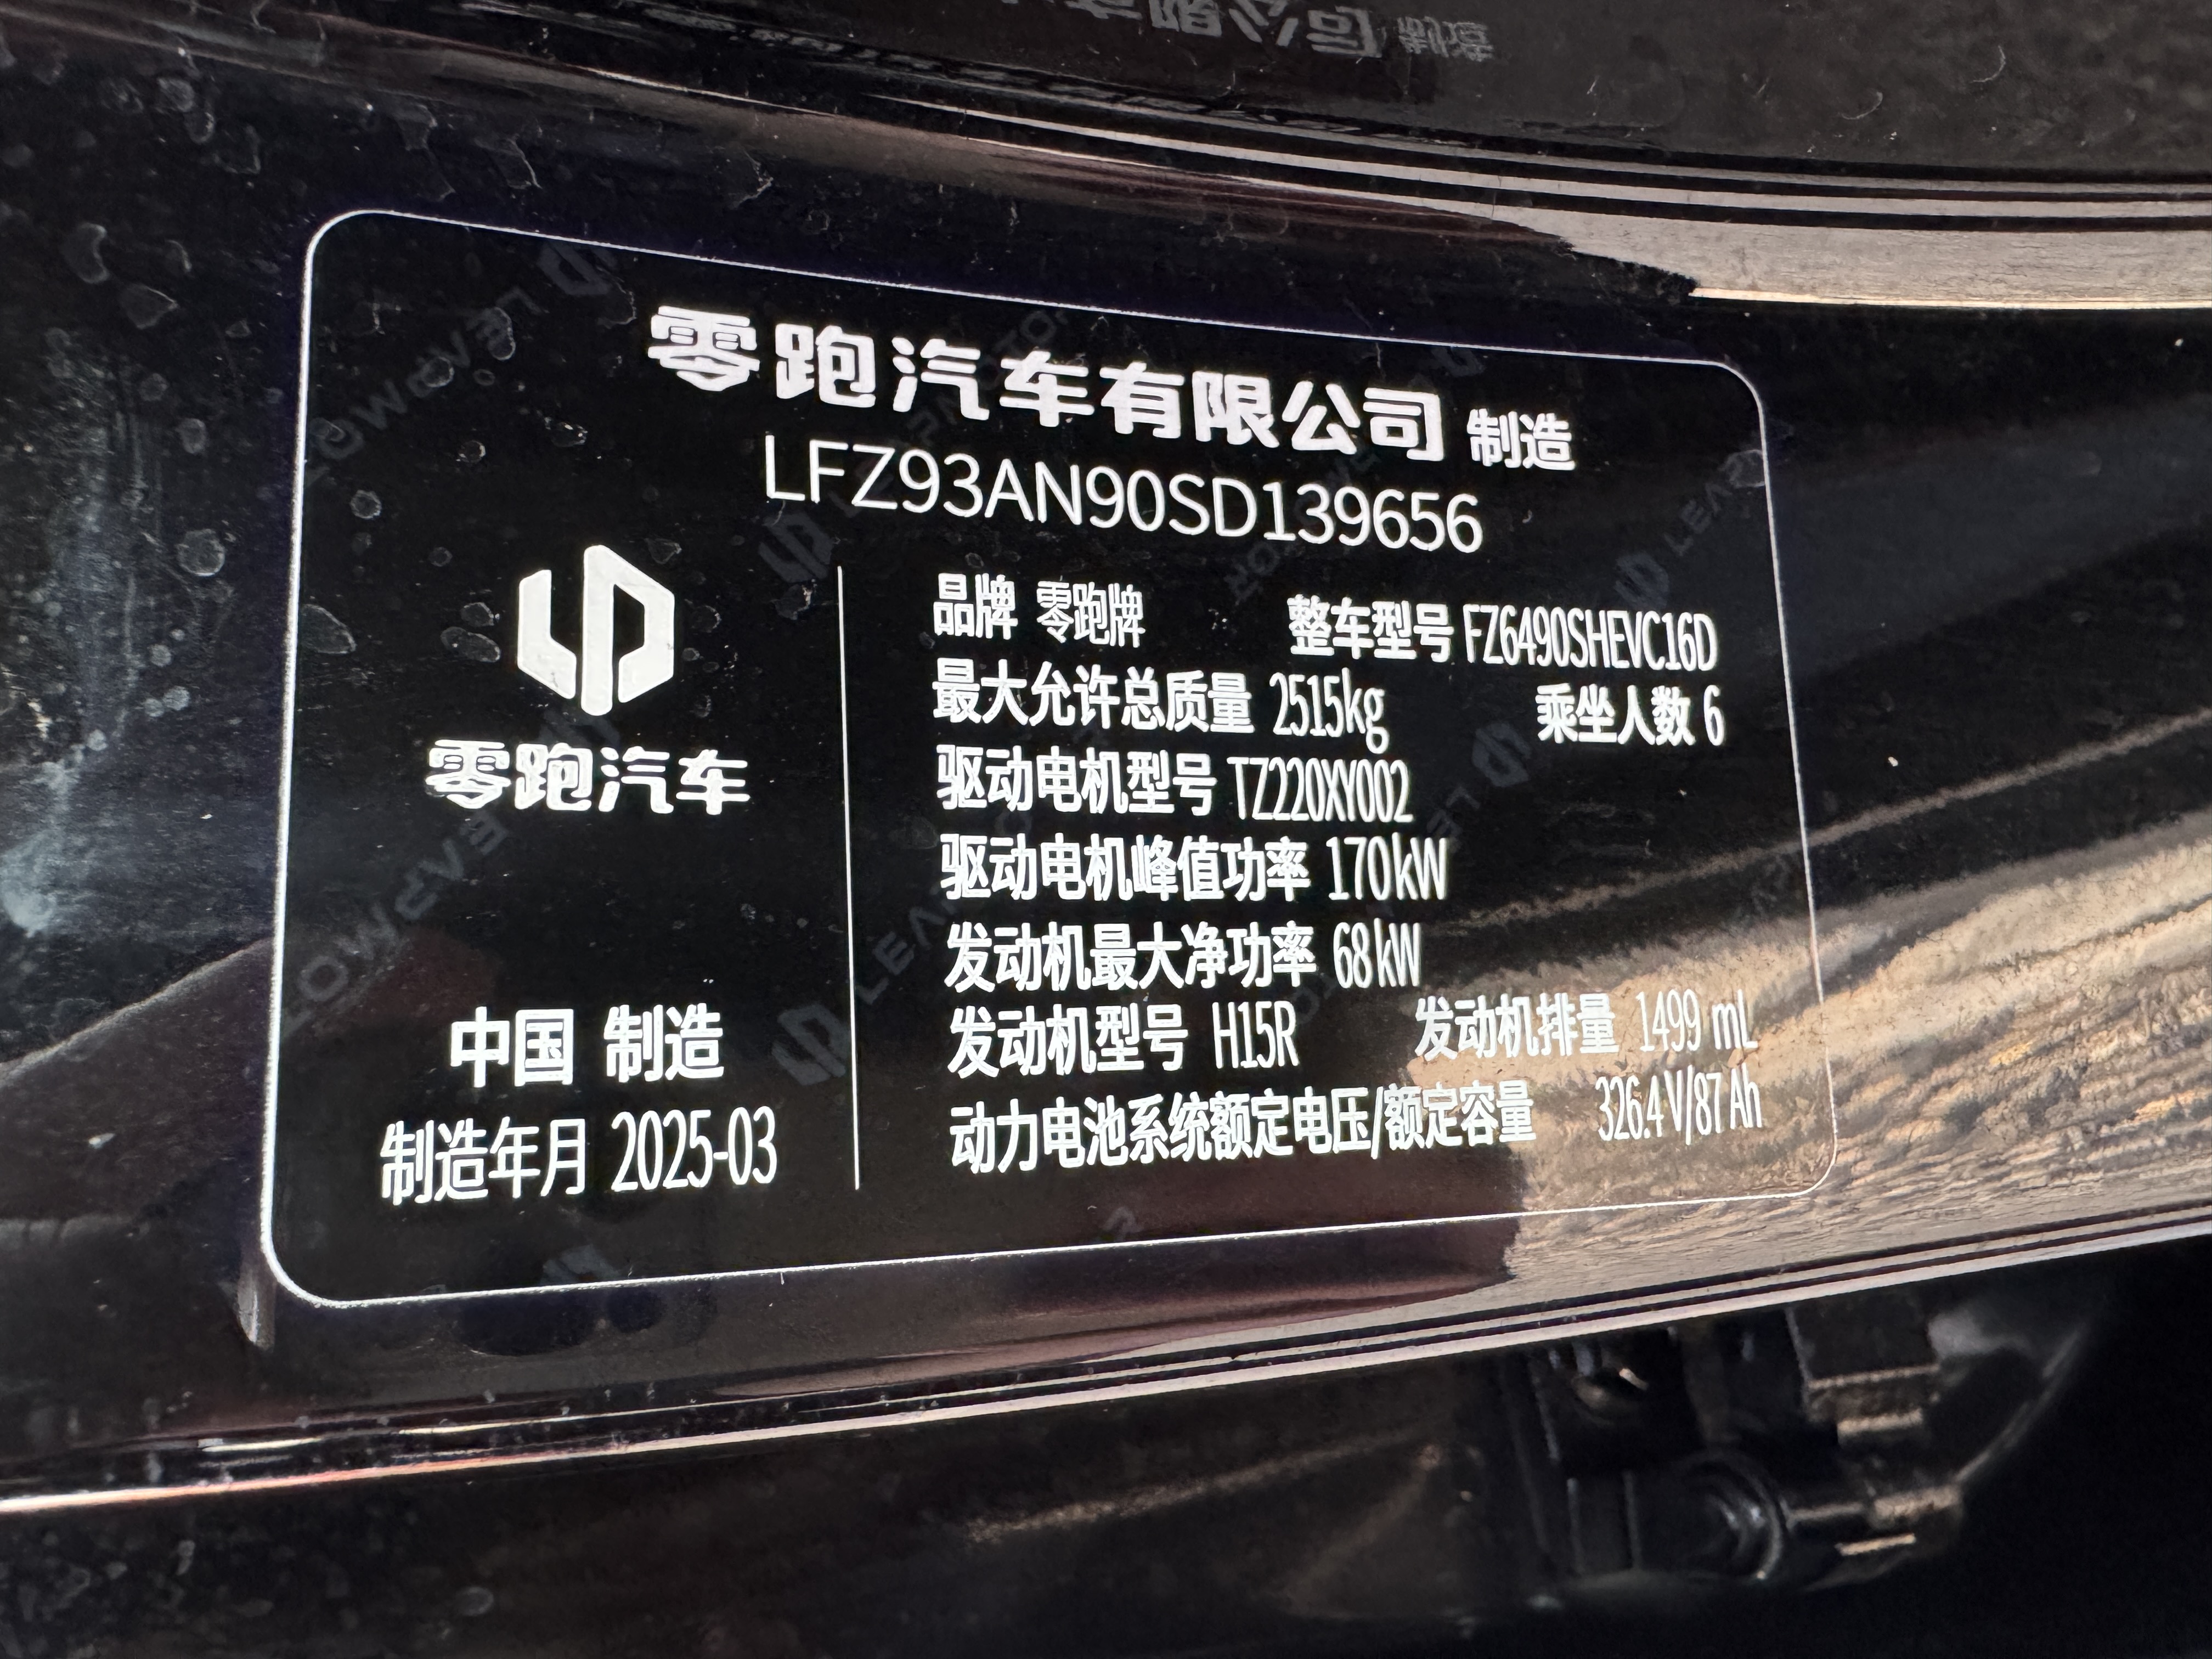 零跑汽车有限公司 制造
LFZ93AN90SD139656
零跑汽车
中国 制造
制造年月 2025-03
品牌 零跑牌 整车型号 FZ6490SHEVC16D
最大允许总质量 2515kg 乘坐人数 6
驱动电机型号 TZ220XY002
驱动电机峰值功率 170kW
发动机最大净功率 68kW
发动机型号 H15R 发动机排量 1499 mL
动力电池系统额定电压/额定容量 326.4V/87Ah